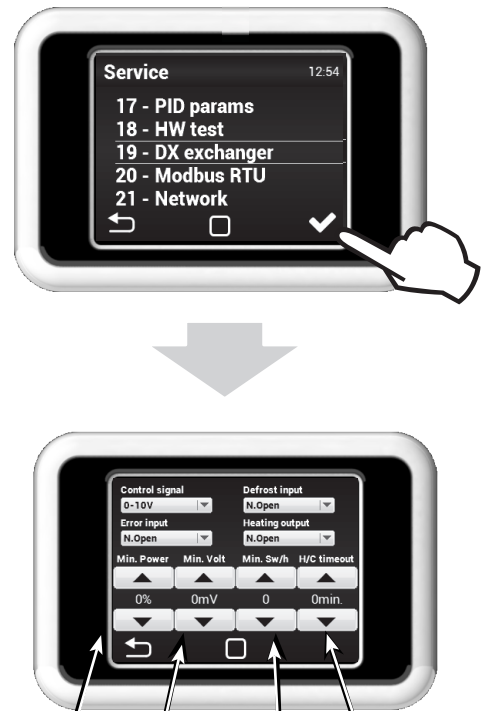 Service 12:54
17 - PID params
18 - HW test
19 - DX exchanger
20 - Modbus RTU
21 - Network
Control signal Defrost input
0-10V N.Open
Error input Heating output
N.Open N.Open
Min. Power Min. Volt Min. Sw/h H/C timeout
0% 0mV 0 0min.